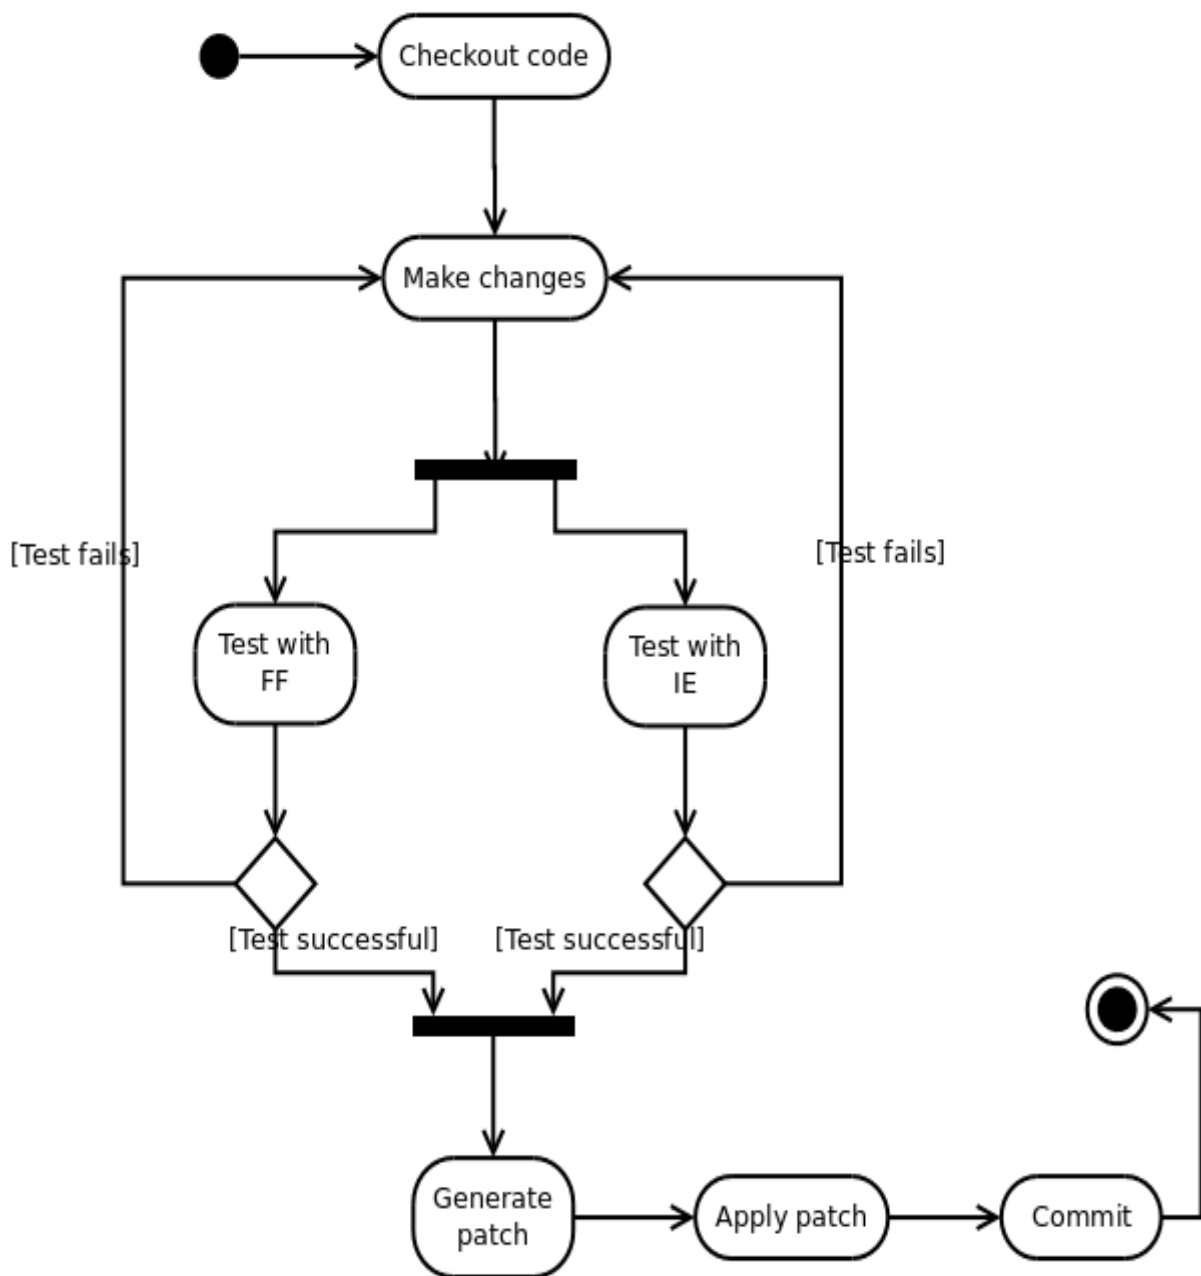 Checkout code
Make changes
[Test fails]
[Test fails]
Test with
FF
Test with
IE
[Test successful]
[Test successful]
Generate
patch
Apply patch
Commit